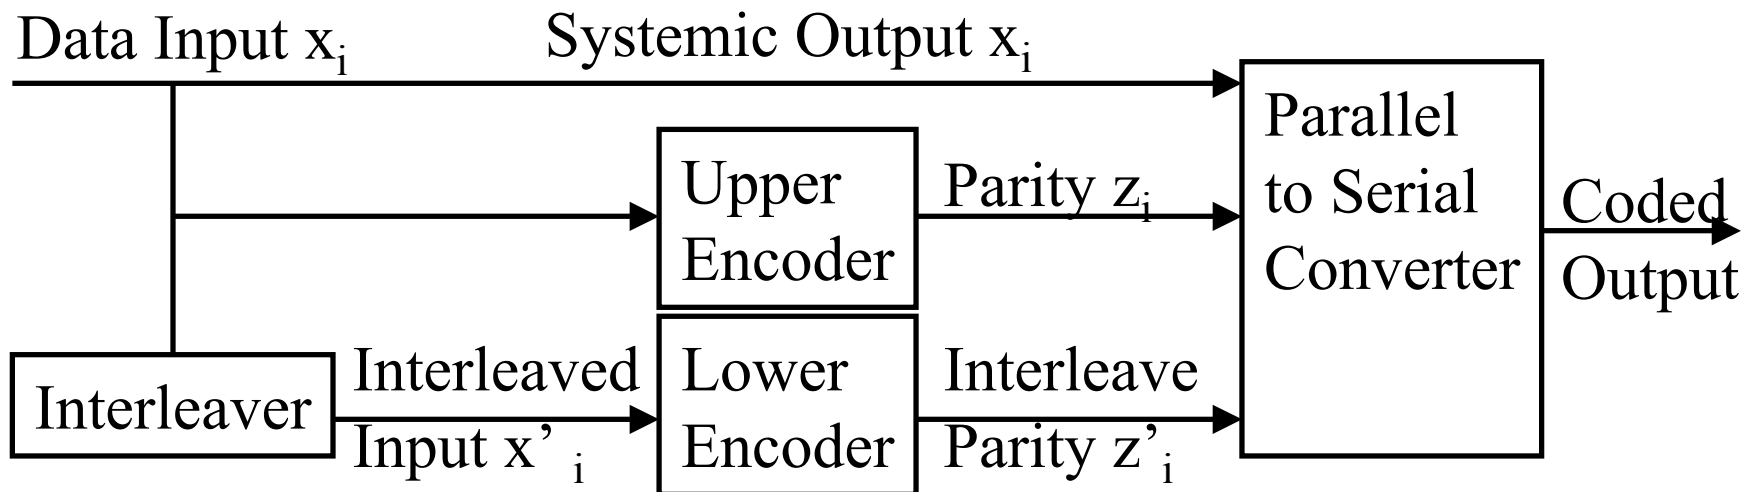 Data Input xᵢ
Systemic Output xᵢ
Upper
Encoder
Parity zᵢ
Parallel
to Serial
Converter
Coded
Output
Interleaver
Interleaved
Input x’ᵢ
Lower
Encoder
Interleave
Parity z’ᵢ